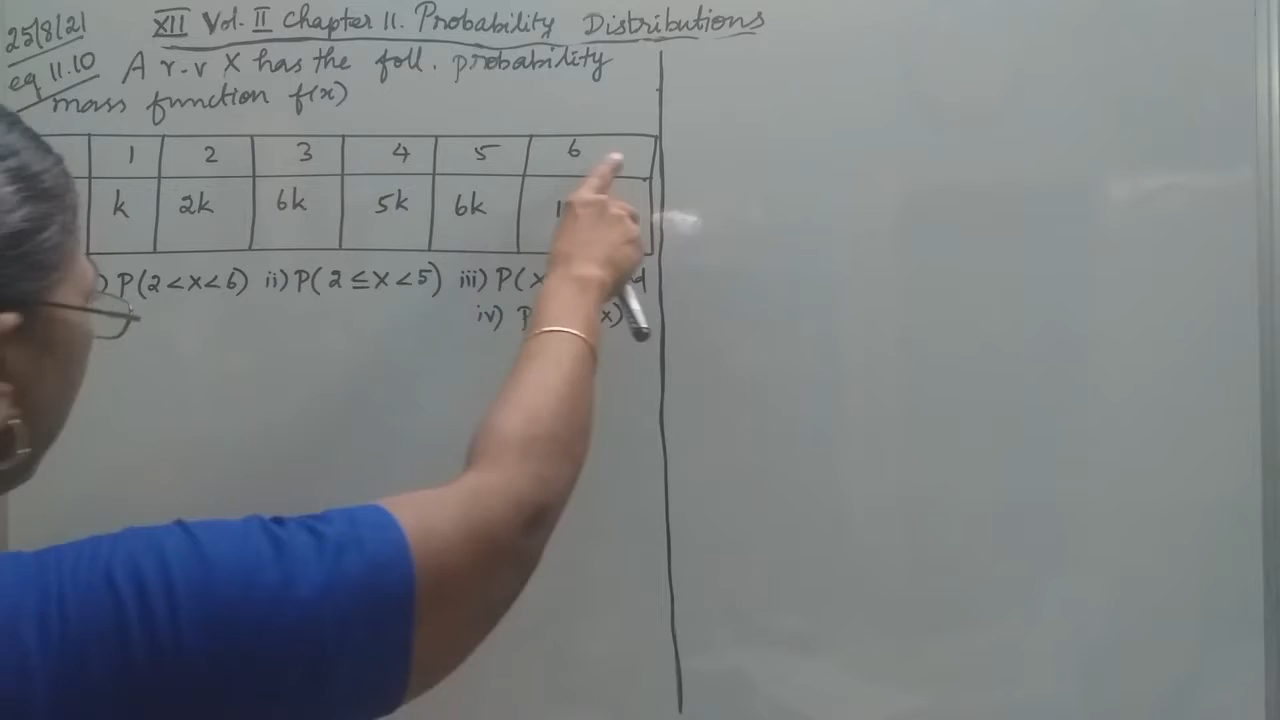 25/8/21
XII Vol. II Chapter 11. Probability Distributions
eg 11.10
A r.v X has the foll. probability
mass function f(x)
1 2 3 4 5 6
k 2k 6k 5k 6k
) P(2<x<6) ii) P(2≤x<5) iii) P(x
iv) P x)